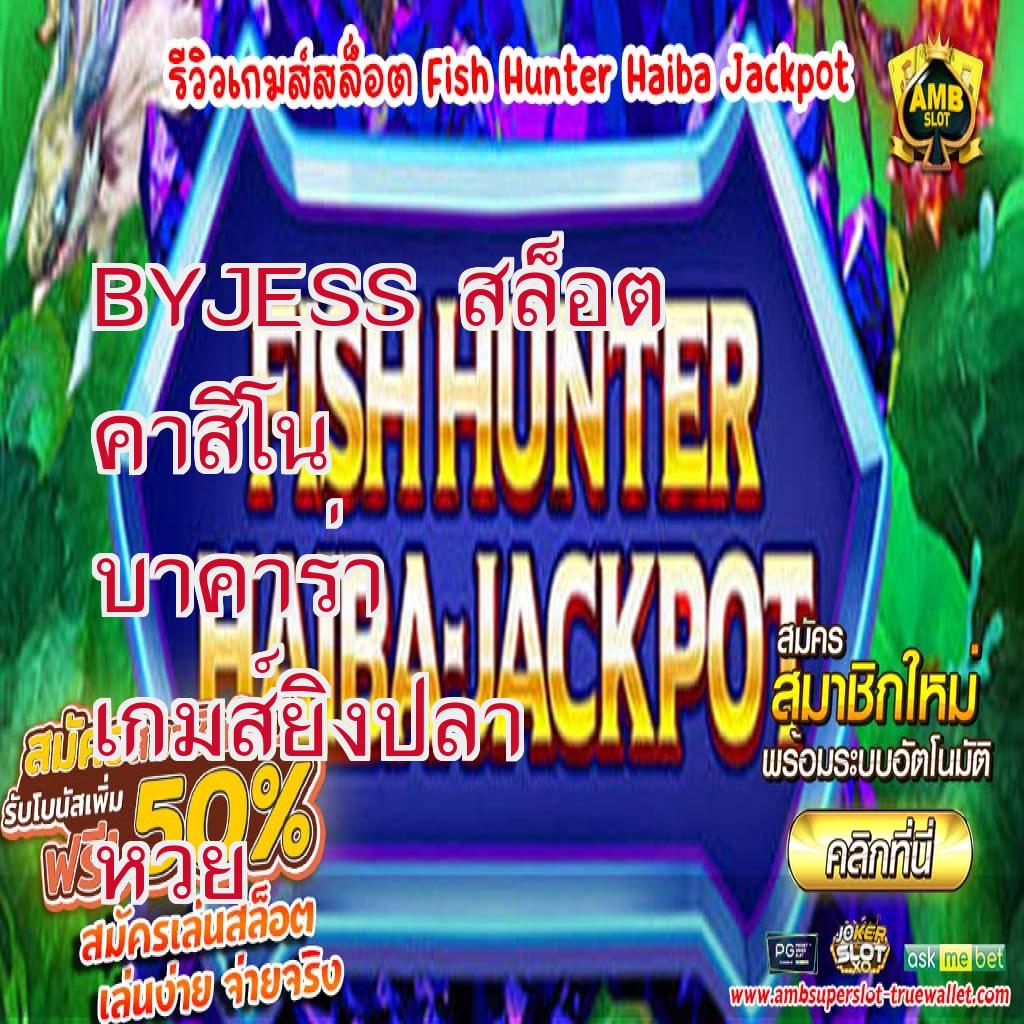 รีวิวเกมส์สล็อต Fish Hunter Haiba Jackpot
AMB
SLOT
BYJESS สล็อต
คาสิโน
บาคาร่า
เกมส์ยิงปลา
หวย
FISH HUNTER
HAIBA-JACKPOT
สมัคร
สมาชิกใหม่
พร้อมระบบอัตโนมัติ
คลิกที่นี่
รับโบนัสเพิ่ม
ฟรี 50%
สมัครเล่นสล็อต
เล่นง่าย จ่ายจริง
PG
JOKER
SLOT
XO
ask me bet
www.ambsuperslot-truewallet.com